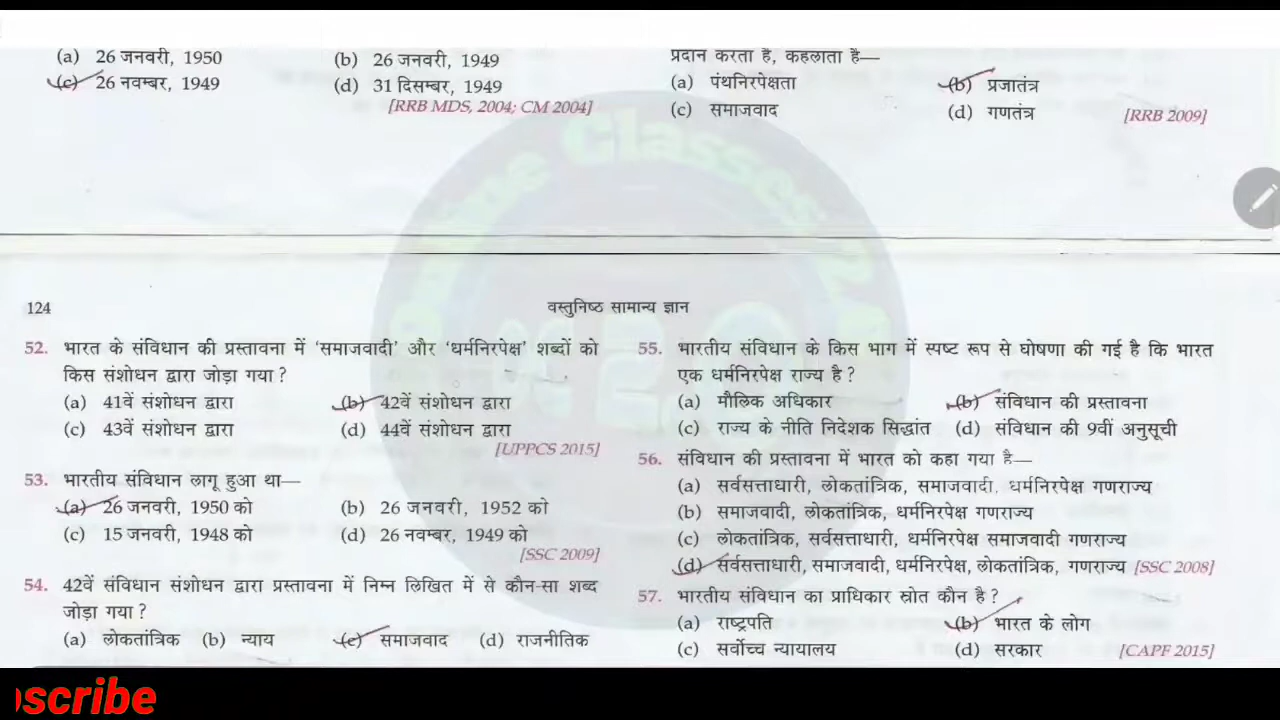 (a) 26 जनवरी, 1950 (b) 26 जनवरी, 1949
(c) 26 नवम्बर, 1949 (d) 31 दिसम्बर, 1949
[RRB MDS, 2004; CM 2004]
प्रदान करता है, कहलाता है—
(a) पंथनिरपेक्षता (b) प्रजातंत्र
(c) समाजवाद (d) गणतंत्र [RRB 2009]
Online Classes
124 वस्तुनिष्ठ सामान्य ज्ञान
52. भारत के संविधान की प्रस्तावना में ‘समाजवादी’ और ‘धर्मनिरपेक्ष’ शब्दों को
किस संशोधन द्वारा जोड़ा गया ?
(a) 41वें संशोधन द्वारा (b) 42वें संशोधन द्वारा
(c) 43वें संशोधन द्वारा (d) 44वें संशोधन द्वारा
[UPPCS 2015]
53. भारतीय संविधान लागू हुआ था—
(a) 26 जनवरी, 1950 को (b) 26 जनवरी, 1952 को
(c) 15 जनवरी, 1948 को (d) 26 नवम्बर, 1949 को
[SSC 2009]
54. 42वें संविधान संशोधन द्वारा प्रस्तावना में निम्न लिखित में से कौन-सा शब्द
जोड़ा गया ?
(a) लोकतांत्रिक (b) न्याय (c) समाजवाद (d) राजनीतिक
55. भारतीय संविधान के किस भाग में स्पष्ट रूप से घोषणा की गई है कि भारत
एक धर्मनिरपेक्ष राज्य है ?
(a) मौलिक अधिकार (b) संविधान की प्रस्तावना
(c) राज्य के नीति निदेशक सिद्धांत (d) संविधान की 9वीं अनुसूची
56. संविधान की प्रस्तावना में भारत को कहा गया है—
(a) सर्वसत्ताधारी, लोकतांत्रिक, समाजवादी, धर्मनिरपेक्ष गणराज्य
(b) समाजवादी, लोकतांत्रिक, धर्मनिरपेक्ष गणराज्य
(c) लोकतांत्रिक, सर्वसत्ताधारी, धर्मनिरपेक्ष समाजवादी गणराज्य
(d) सर्वसत्ताधारी, समाजवादी, धर्मनिरपेक्ष, लोकतांत्रिक, गणराज्य [SSC 2008]
57. भारतीय संविधान का प्राधिकार स्रोत कौन है ?
(a) राष्ट्रपति (b) भारत के लोग
(c) सर्वोच्च न्यायालय (d) सरकार [CAPF 2015]
oscribe